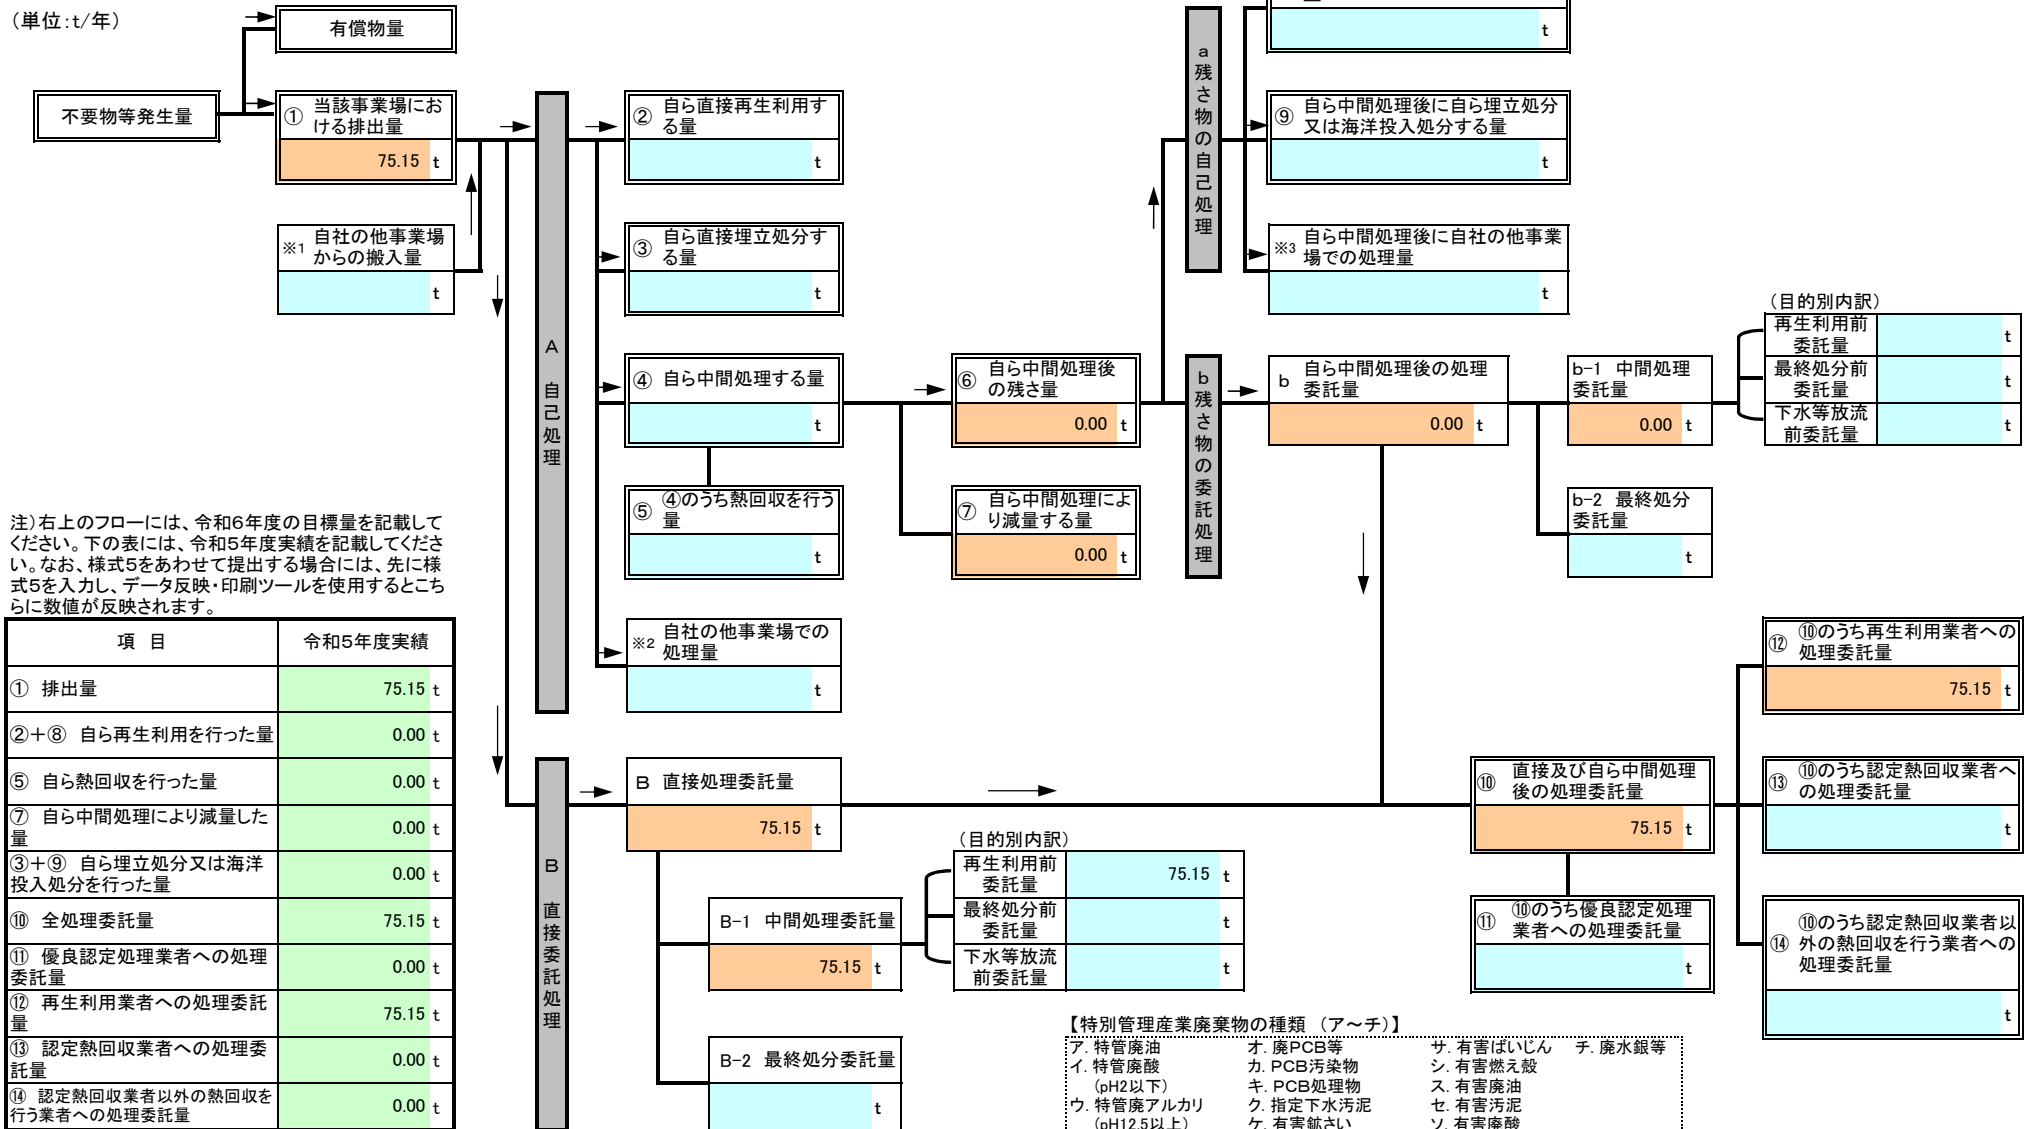 （単位：t/年）
有償物量
不要物等発生量
① 当該事業場にお
ける排出量
75.15 t
※1 自社の他事業場
からの搬入量
t
A 自己処理
② 自ら直接再生利用す
る量
t
③ 自ら直接埋立処分す
る量
t
④ 自ら中間処理する量
t
⑤ ④のうち熱回収を行う
量
t
※2 自社の他事業場での
処理量
t
⑥ 自ら中間処理後
の残さ量
0.00 t
⑦ 自ら中間処理によ
り減量する量
0.00 t
a 残さ物の自己処理
t
⑨ 自ら中間処理後に自ら埋立処分
又は海洋投入処分する量
t
※3 自ら中間処理後に自社の他事業
場での処理量
t
b 残さ物の委託処理
b 自ら中間処理後の処理
委託量
0.00 t
b-1 中間処理
委託量
0.00 t
b-2 最終処分
委託量
t
（目的別内訳）
再生利用前
委託量
t
最終処分前
委託量
t
下水等放流
前委託量
t
注）右上のフローには、令和6年度の目標量を記載して
ください。下の表には、令和5年度実績を記載してくださ
い。なお、様式5をあわせて提出する場合には、先に様
式5を入力し、データ反映・印刷ツールを使用するとこち
らに数値が反映されます。
項 目 令和5年度実績
① 排出量 75.15 t
②＋⑧ 自ら再生利用を行った量 0.00 t
⑤ 自ら熱回収を行った量 0.00 t
⑦ 自ら中間処理により減量した
量 0.00 t
③＋⑨ 自ら埋立処分又は海洋
投入処分を行った量 0.00 t
⑩ 全処理委託量 75.15 t
⑪ 優良認定処理業者への処理
委託量 0.00 t
⑫ 再生利用業者への処理委託
量 75.15 t
⑬ 認定熱回収業者への処理委
託量 0.00 t
⑭ 認定熱回収業者以外の熱回収を
行う業者への処理委託量 0.00 t
B 直接委託処理
B 直接処理委託量
75.15 t
B-1 中間処理委託量
75.15 t
B-2 最終処分委託量
t
（目的別内訳）
再生利用前
委託量
75.15 t
最終処分前
委託量
t
下水等放流
前委託量
t
⑩ 直接及び自ら中間処理
後の処理委託量
75.15 t
⑪ ⑩のうち優良認定処理
業者への処理委託量
t
⑫ ⑩のうち再生利用業者への
処理委託量
75.15 t
⑬ ⑩のうち認定熱回収業者へ
の処理委託量
t
⑭ ⑩のうち認定熱回収業者以
外の熱回収を行う業者への
処理委託量
t
【特別管理産業廃棄物の種類 （ア～チ）】
ア. 特管廃油 オ. 廃PCB等 サ. 有害ばいじん チ. 廃水銀等
イ. 特管廃酸 カ. PCB汚染物 シ. 有害燃え殻
（pH2以下） キ. PCB処理物 ス. 有害廃油
ウ. 特管廃アルカリ ク. 指定下水汚泥 セ. 有害汚泥
（pH12.5以上） ケ. 有害鉱さい ソ. 有害廃酸